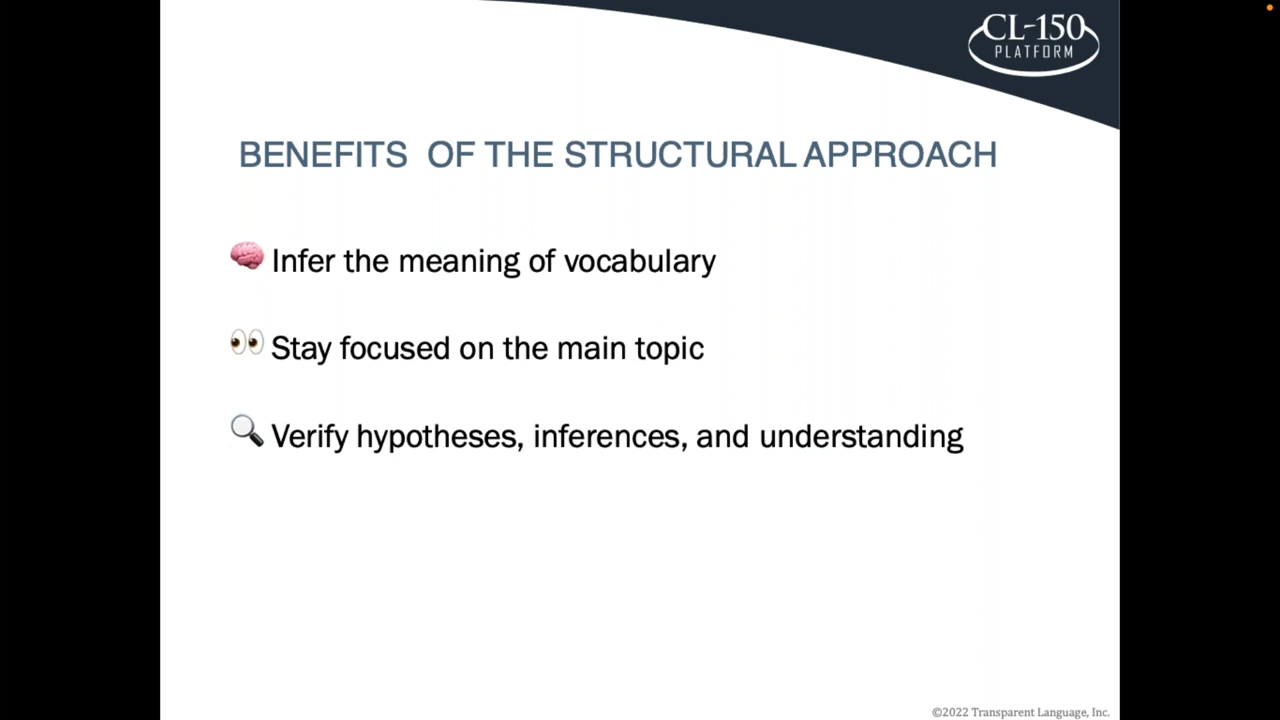 CL-150
PLATFORM
BENEFITS OF THE STRUCTURAL APPROACH
Infer the meaning of vocabulary
Stay focused on the main topic
Verify hypotheses, inferences, and understanding
©2022 Transparent Language, Inc.